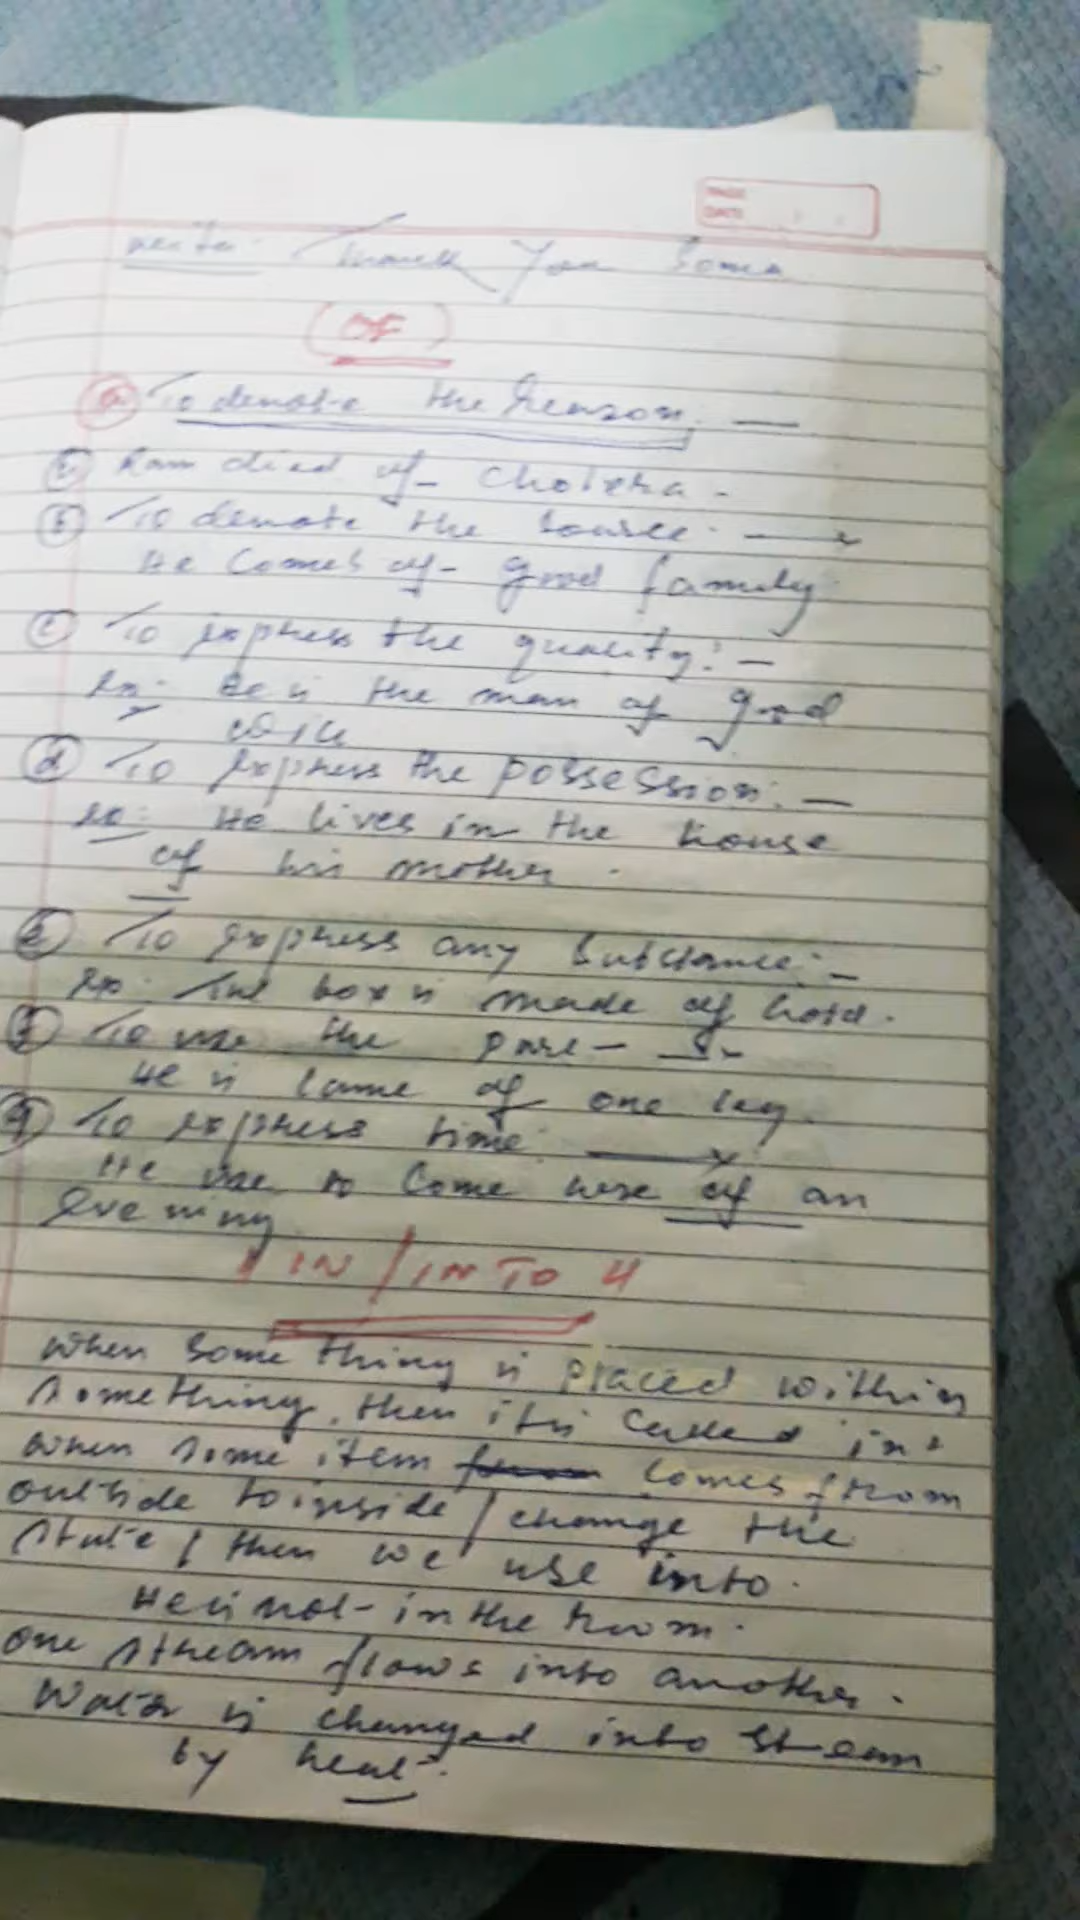 PAGE
DATE
Thank You Soma
(OF)
(a) To denote the Reason. —
Ram died of Cholera.
(b) To denote the source. —
He Comes of good family
(c) To express the quality: —
Ex: He is the man of good
(d) To express the possession: —
Ex: He lives in the house
of his mother.
(e) To express any substance: —
Ex: The box is made of Gold.
To use the
He is lame of one leg.
To express time
He use to Come here of an
evening
IN / INTO
when some thing is placed within
something, then it is called in.
when some item comes from
outside to inside / change the
state / then we use into.
He is not in the room.
one stream flows into another.
Water is changed into steam
by heat.